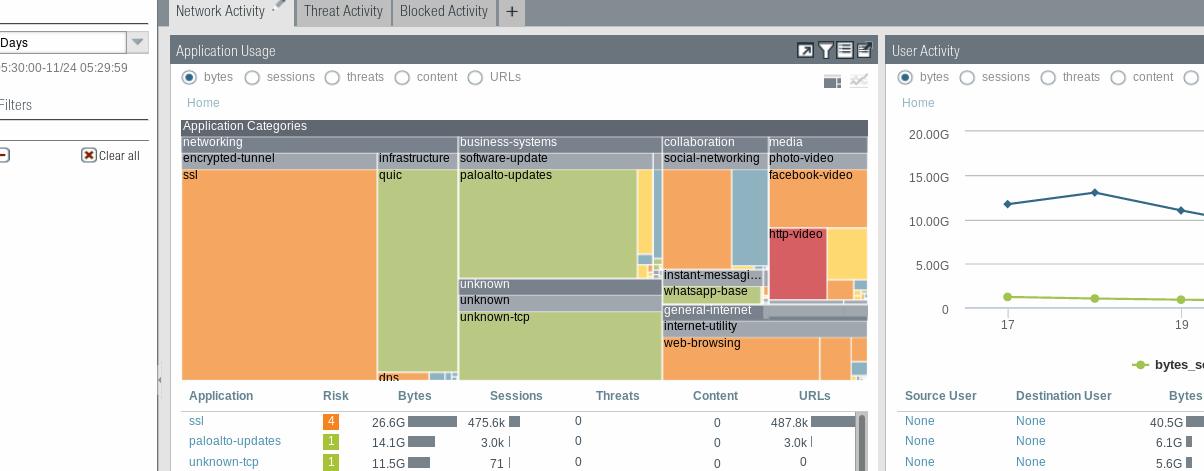 Network Activity Threat Activity Blocked Activity +
Days
5:30:00-11/24 05:29:59
Filters
Clear all
Application Usage
bytes sessions threats content URLs
Home
Application Categories
networking business-systems collaboration media
encrypted-tunnel infrastructure software-update social-networking photo-video
ssl quic paloalto-updates facebook-video
http-video
instant-messagi...
unknown whatsapp-base
unknown general-internet
unknown-tcp internet-utility
web-browsing
dns
Application Risk Bytes Sessions Threats Content URLs
ssl 4 26.6G 475.6k 0 0 487.8k
paloalto-updates 1 14.1G 3.0k 0 0 3.0k
unknown-tcp 1 11.5G 71 0 0 0
User Activity
bytes sessions threats content
Home
20.00G
15.00G
10.00G
5.00G
0
17 19
bytes_se
Source User Destination User Bytes
None None 40.5G
None None 6.1G
None None 5.6G